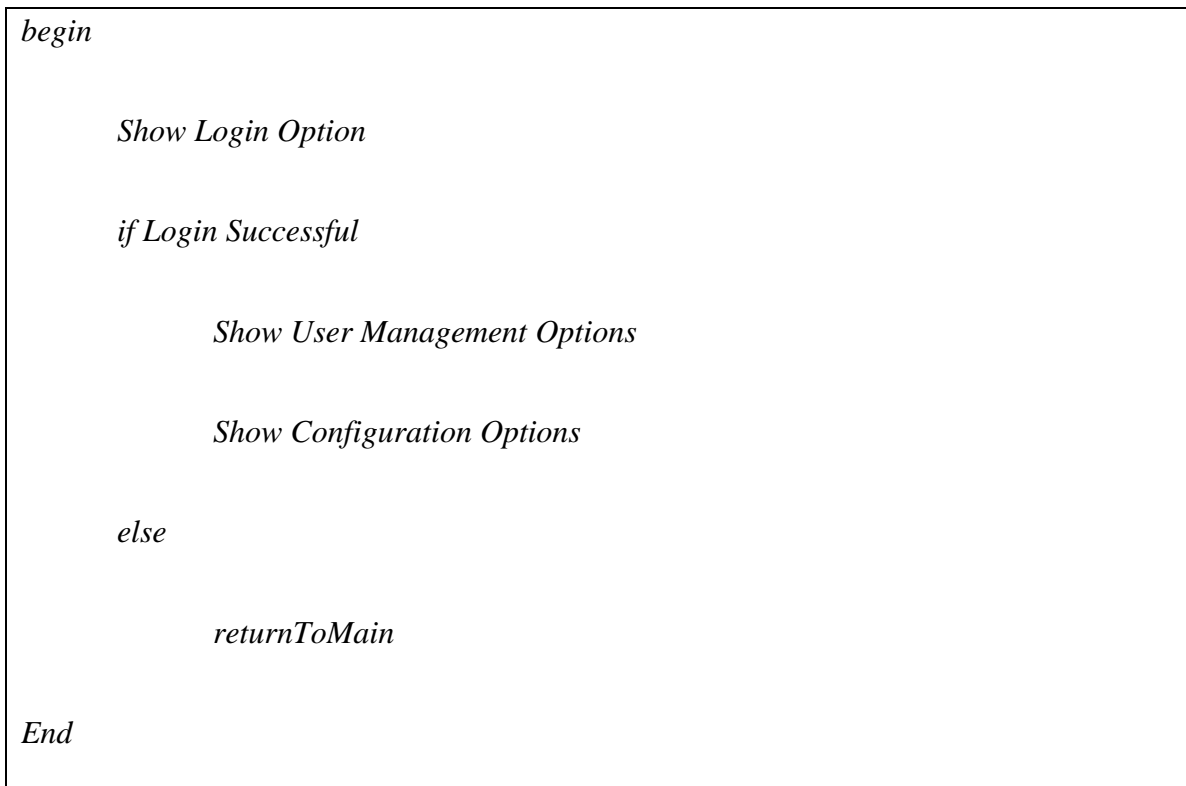 begin
Show Login Option
if Login Successful
Show User Management Options
Show Configuration Options
else
returnToMain
End